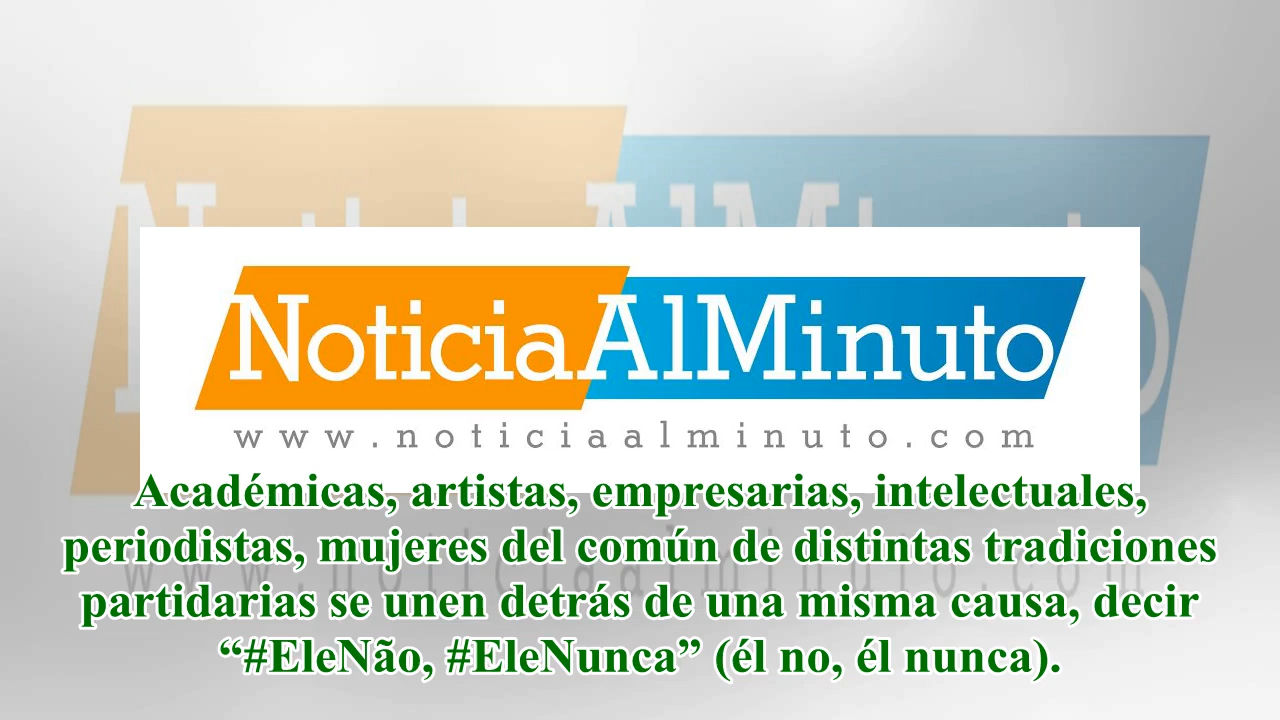 NoticiaAlMinuto
www.noticiaalminuto.com
Académicas, artistas, empresarias, intelectuales,
periodistas, mujeres del común de distintas tradiciones
partidarias se unen detrás de una misma causa, decir
“#EleNão, #EleNunca” (él no, él nunca).